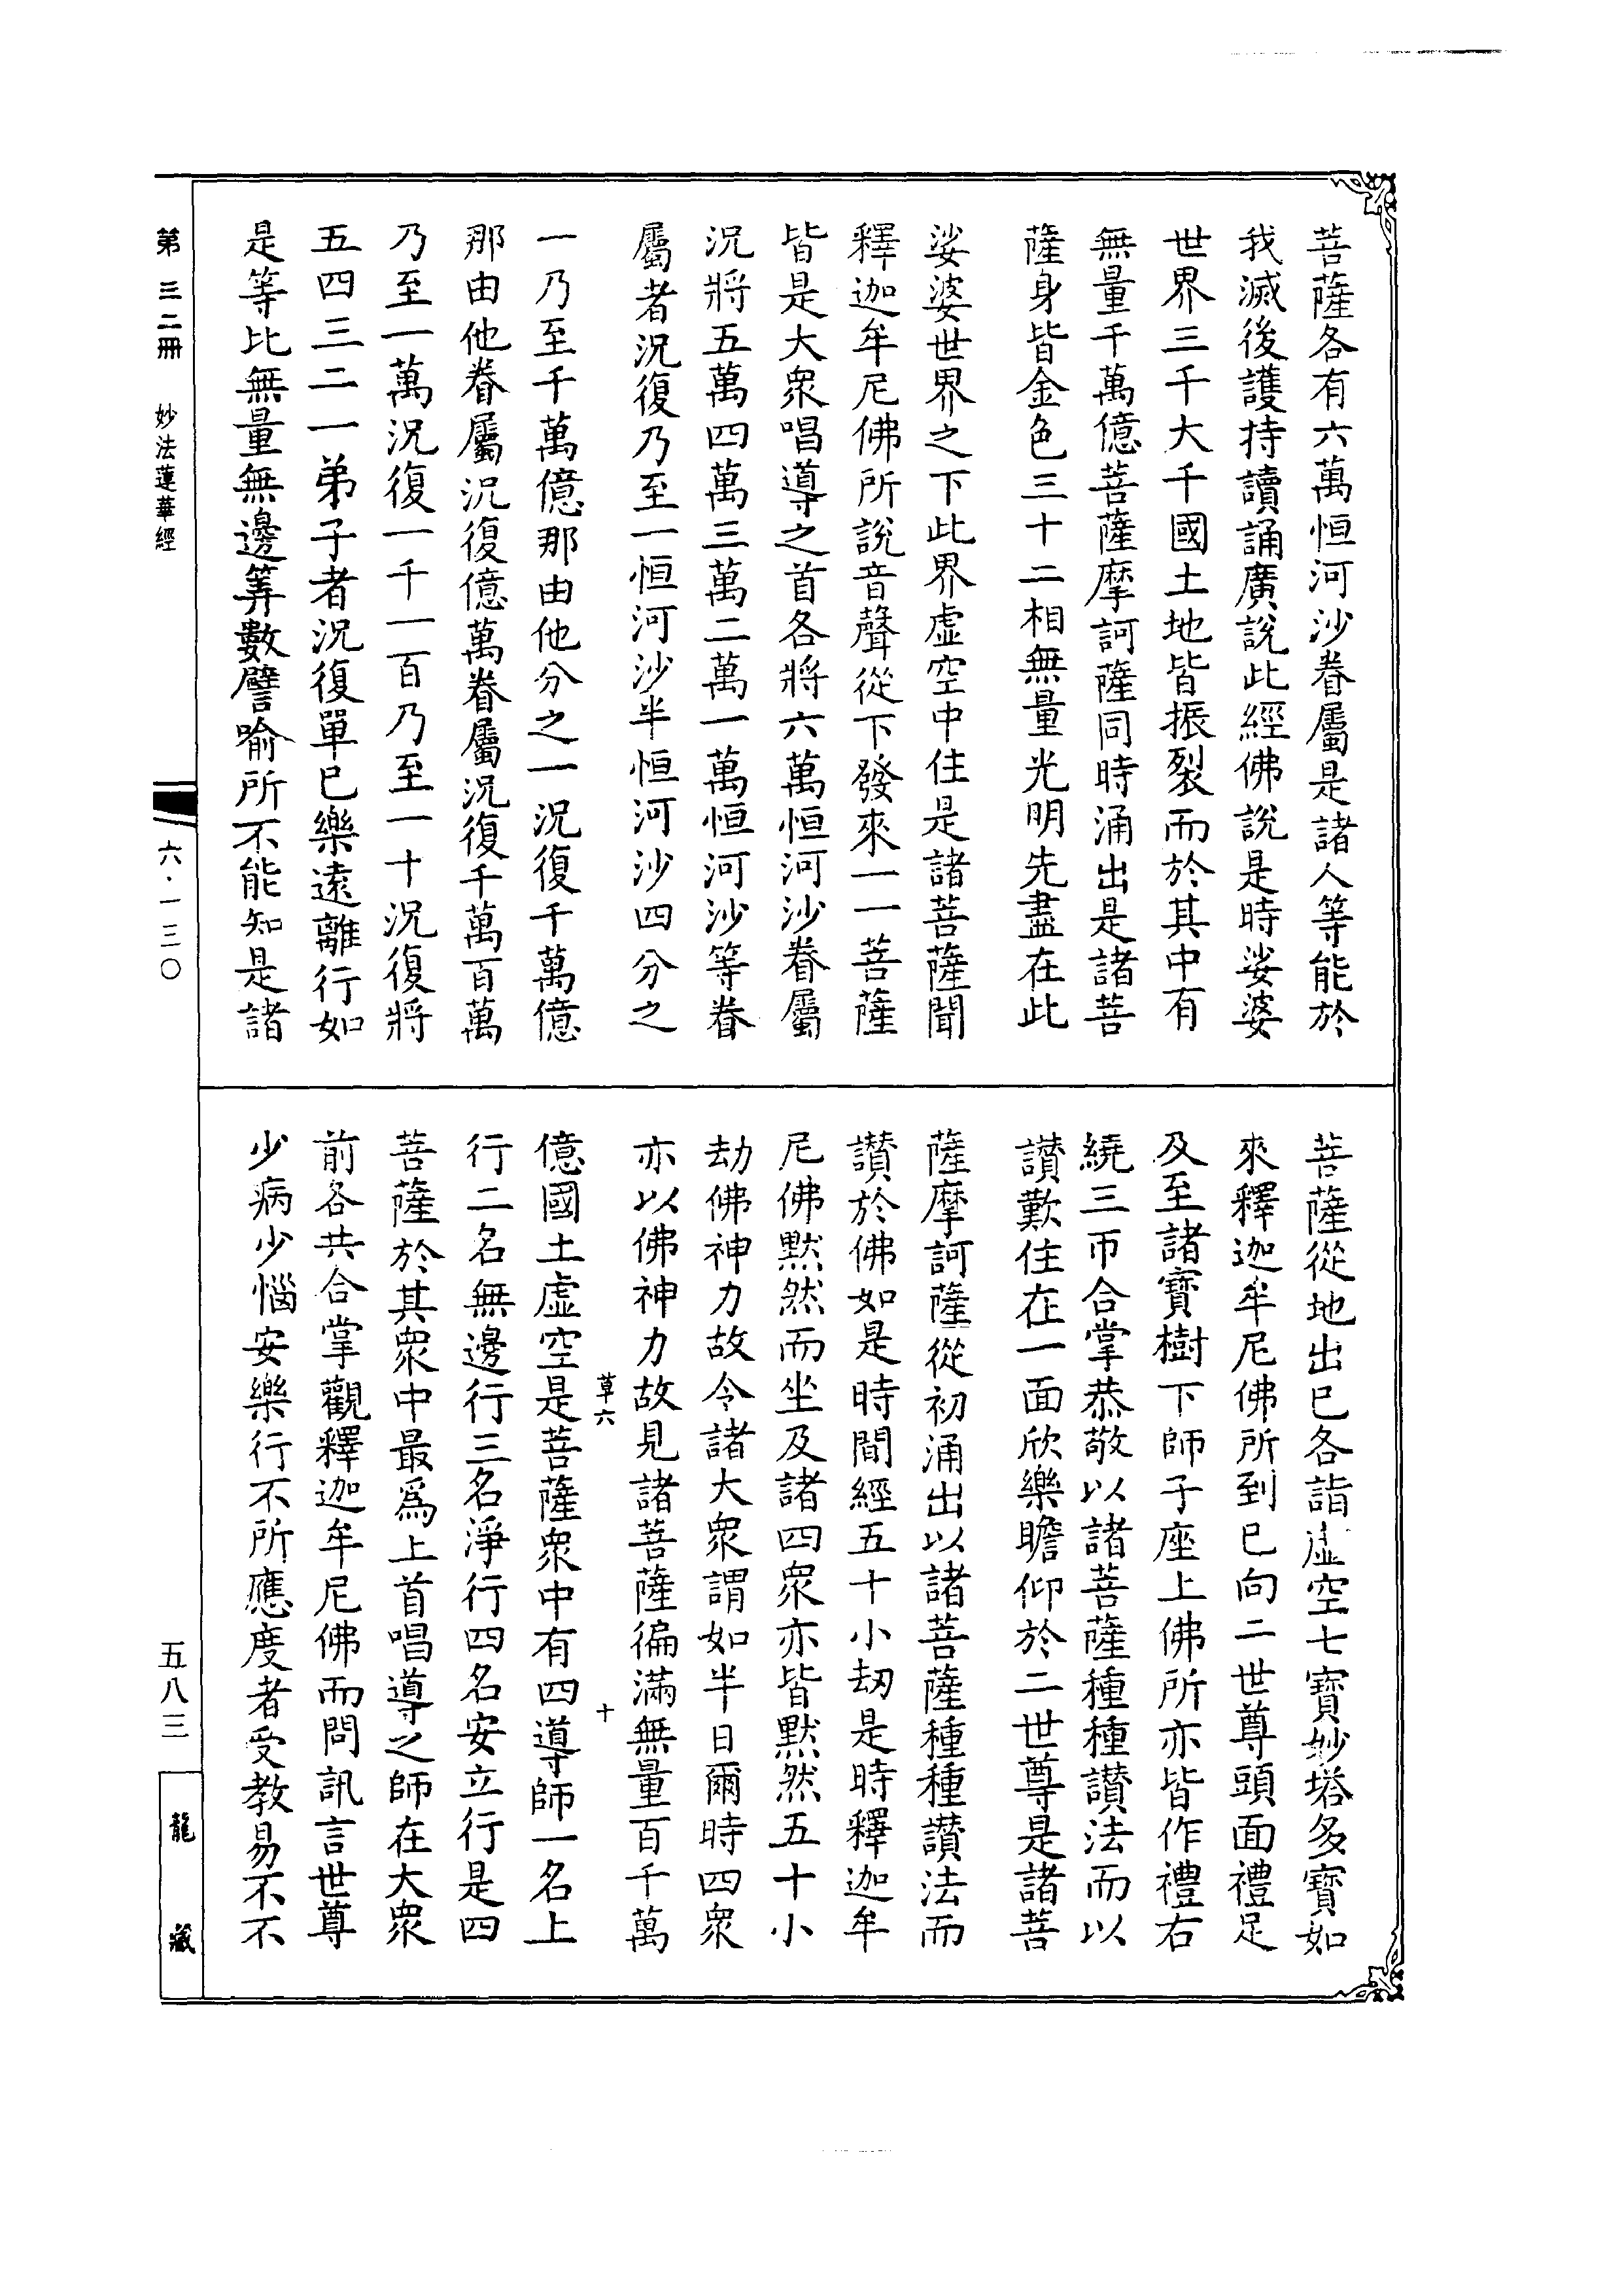 菩薩各有六萬恒河沙眷屬是諸人等能於
我滅後護持讀誦廣說此經佛說是時娑婆
世界三千大千國土地皆振裂而於其中有
無量千萬億菩薩摩訶薩同時涌出是諸菩
薩身皆金色三十二相無量光明先盡在此
娑婆世界之下此界虛空中住是諸菩薩聞
釋迦牟尼佛所說音聲從下發來一一菩薩
皆是大衆唱導之首各將六萬恒河沙眷屬
況將五萬四萬三萬二萬一萬恒河沙等眷
屬者況復乃至一恒河沙半恒河沙四分之
一乃至千萬億那由他分之一況復千萬億
那由他眷屬況復億萬眷屬況復千萬百萬
乃至一萬況復一千一百乃至一十況復將
五四三二一弟子者況復單已樂遠離行如
是等比無量無邊筭數譬喻所不能知是諸
菩薩從地出已各詣虛空七寶妙塔多寶如
來釋迦牟尼佛所到已向二世尊頭面禮足
及至諸寶樹下師子座上佛所亦皆作禮右
繞三帀合掌恭敬以諸菩薩種種讃法而以
讃歎住在一面欣樂瞻仰於二世尊是諸菩
薩摩訶薩從初涌出以諸菩薩種種讃法而
讃於佛如是時間經五十小劫是時釋迦牟
尼佛默然而坐及諸四衆亦皆默然五十小
劫佛神力故令諸大衆謂如半日爾時四衆
亦以佛神力故見諸菩薩徧滿無量百千萬
草六 十
億國土虛空是菩薩衆中有四導師一名上
行二名無邊行三名淨行四名安立行是四
菩薩於其衆中最爲上首唱導之師在大衆
前各共合掌觀釋迦牟尼佛而問訊言世尊
少病少惱安樂行不所應度者受教易不不
第三二冊 妙法蓮華經
六·一三〇
五八三
龍藏